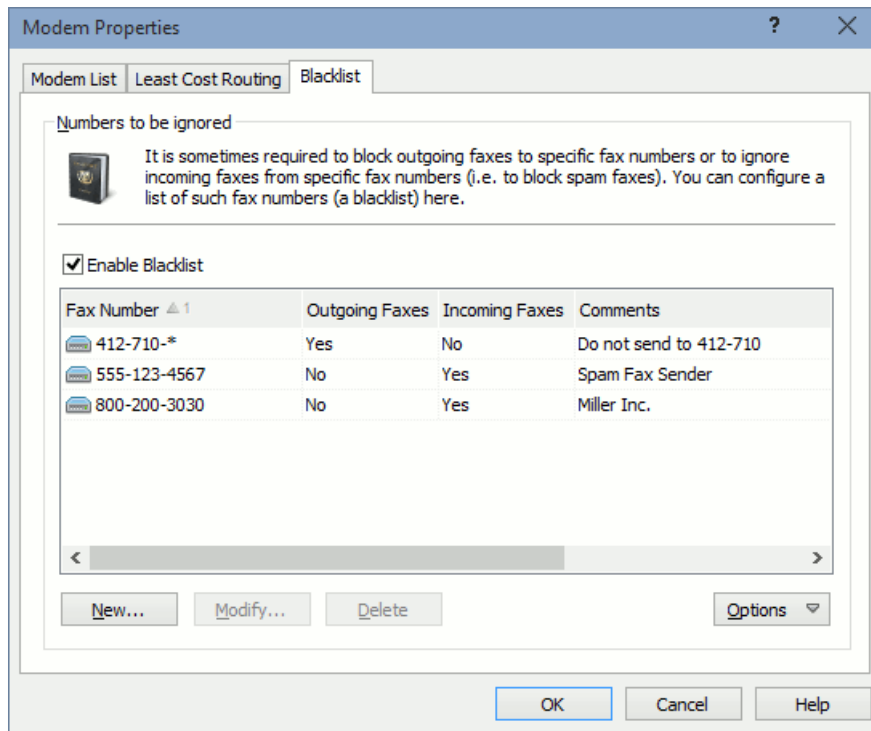 Modem Properties
?
Modem List Least Cost Routing Blacklist
Numbers to be ignored
It is sometimes required to block outgoing faxes to specific fax numbers or to ignore
incoming faxes from specific fax numbers (i.e. to block spam faxes). You can configure a
list of such fax numbers (a blacklist) here.
Enable Blacklist
Fax Number 1 Outgoing Faxes Incoming Faxes Comments
412-710-* Yes No Do not send to 412-710
555-123-4567 No Yes Spam Fax Sender
800-200-3030 No Yes Miller Inc.
New... Modify... Delete Options
OK Cancel Help